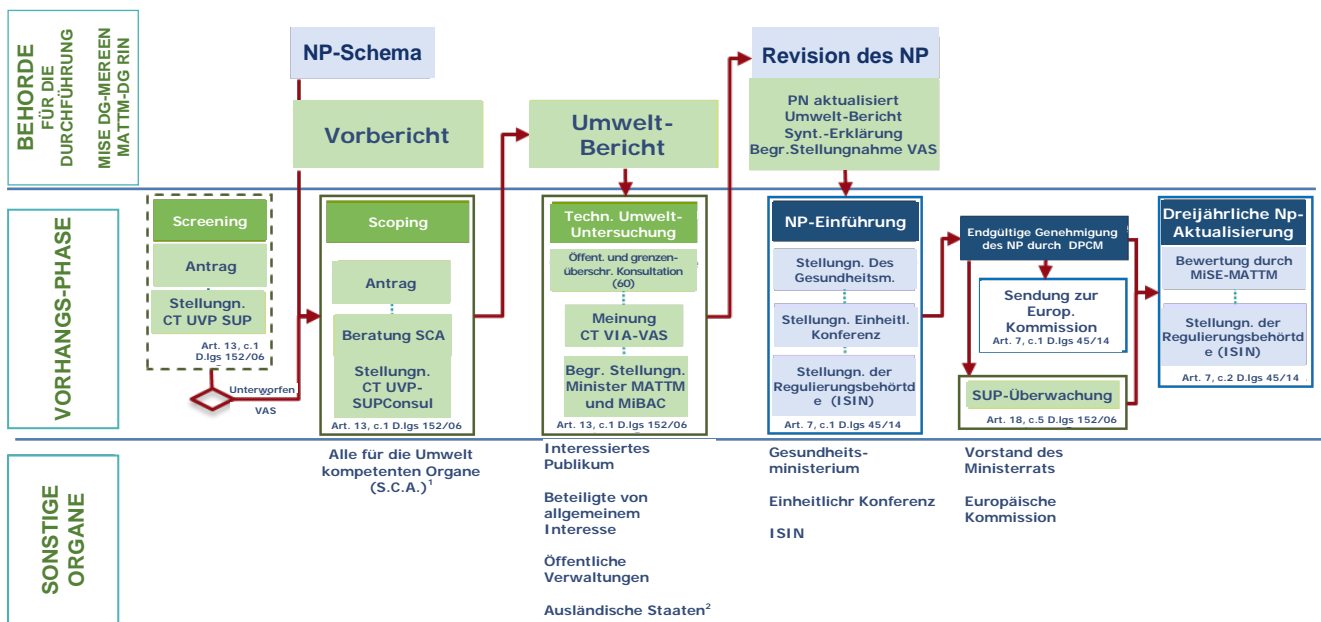 BEHORDE
FÜR DIE
DURCHFÜHRUNG
MISE DG-MEREEN
MATTM-DG RIN
NP-Schema
Vorbericht
Umwelt-
Bericht
Revision des NP
PN aktualisiert
Umwelt-Bericht
Synt.-Erklärung
Begr.Stellungnahme VAS
VORHANGS-PHASE
Screening
Antrag
Stellungn.
CT UVP SUP
Art. 13, c.1
D.lgs 152/06
Unterworfen
VAS
Scoping
Antrag
Beratung SCA
Stellungn.
CT UVP-
SUPConsul
Art. 13, c.1 D.lgs 152/06
Techn. Umwelt-
Untersuchung
Öffent. und grenzen-
überschr. Konsultation
(60)
Meinung
CT VIA-VAS
Begr. Stellungn.
Minister MATTM
und MiBAC
Art. 13, c.1 D.lgs 152/06
NP-Einführung
Stellungn. Des
Gesundheitsm.
Stellungn. Einheitl.
Konferenz
Stellungn. der
Regulierungsbehörtd
e (ISIN)
Art. 7, c.1 D.lgs 45/14
Endgültige Genehmigung
des NP durch DPCM
Sendung zur
Europ.
Kommission
Art. 7, c.1 D.lgs 45/14
SUP-Überwachung
Art. 18, c.5 D.lgs 152/06
Dreijährliche Np-
Aktualisierung
Bewertung durch
MiSE-MATTM
Stellungn. der
Regulierungsbehörtd
e (ISIN)
Art. 7, c.2 D.lgs 45/14
SONSTIGE
ORGANE
Alle für die Umwelt
kompetenten Organe
(S.C.A.)¹
Interessiertes
Publikum
Beteiligte von
allgemeinem
Interesse
Öffentliche
Verwaltungen
Ausländische Staaten²
Gesundheits-
ministerium
Einheitlichr Konferenz
ISIN
Vorstand des
Ministerrats
Europäische
Kommission